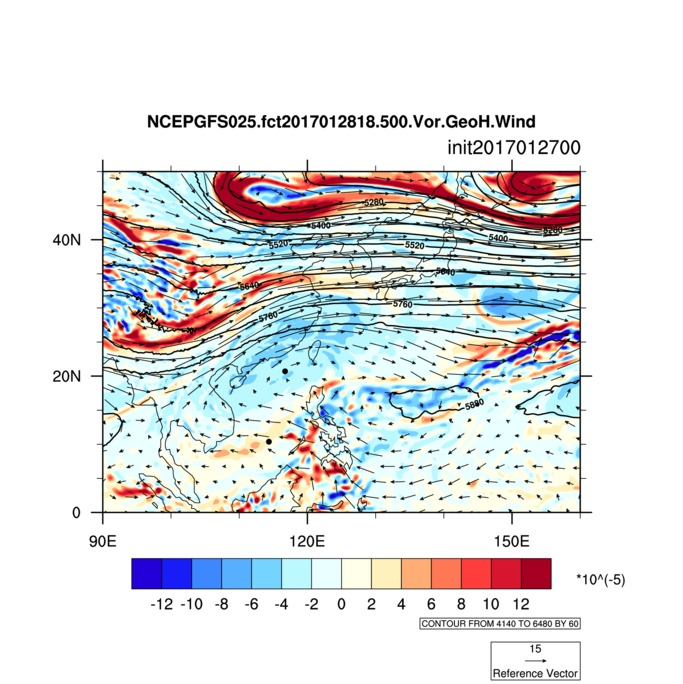 NCEPGFS025.fct2017012818.500.Vor.GeoH.Wind
init2017012700
5280
5400
5520
5520
5400
5280
40N
5640
5640
5760
5760
20N
5880
0
90E 120E 150E
-12 -10 -8 -6 -4 -2 0 2 4 6 8 10 12
*10^(-5)
CONTOUR FROM 4140 TO 6480 BY 60
15
Reference Vector